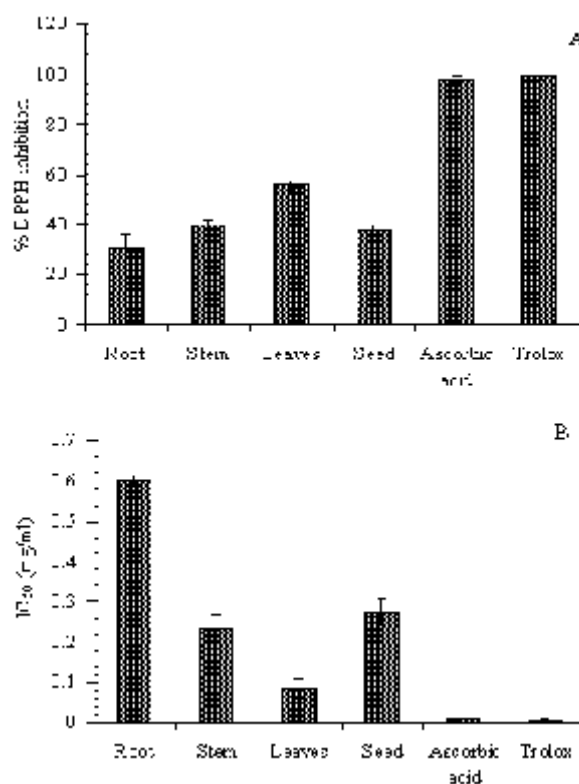 120
A
100
80
60
40
20
0
% DPPH inhibition
Root Stem Leaves Seed Ascorbic Trolox
acid
B
0.7
0.6
0.5
0.4
0.3
0.2
0.1
0
(mg/ml)
Root Stem Leaves Seed Ascorbic Trolox
acid